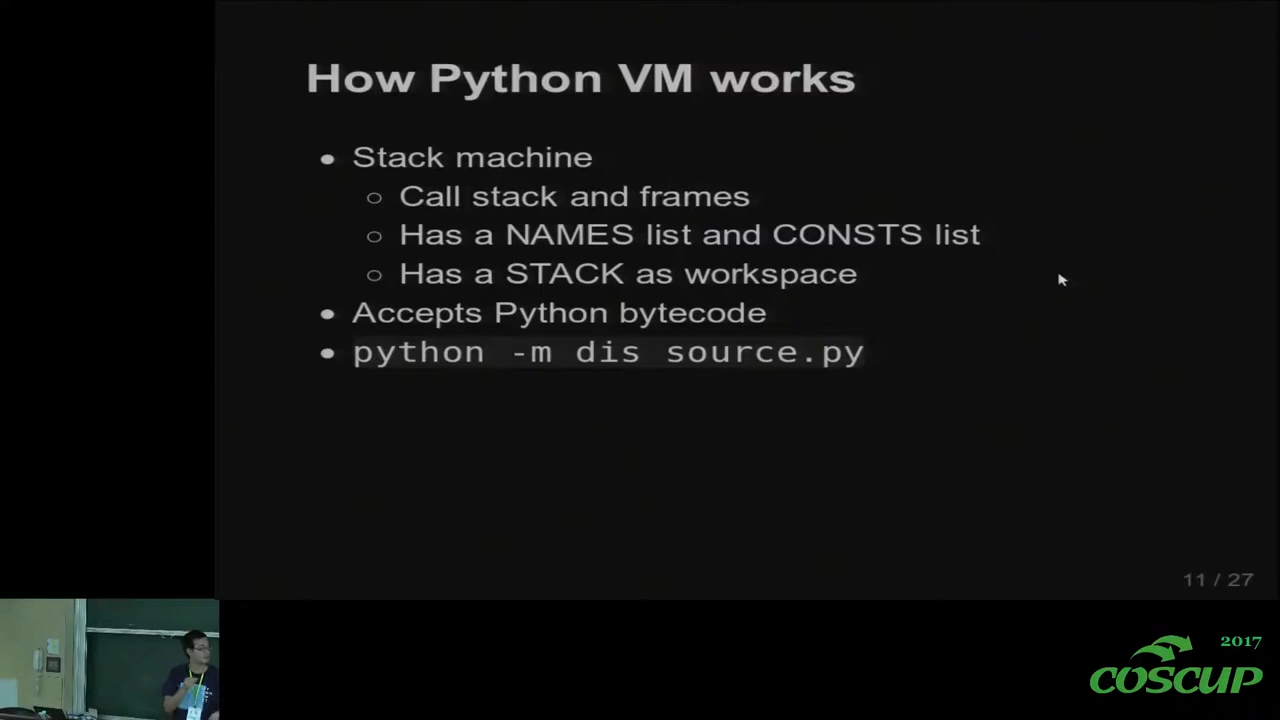 How Python VM works
● Stack machine
○ Call stack and frames
○ Has a NAMES list and CONSTS list
○ Has a STACK as workspace
● Accepts Python bytecode
● python -m dis source.py
11 / 27
2017
COSCUP